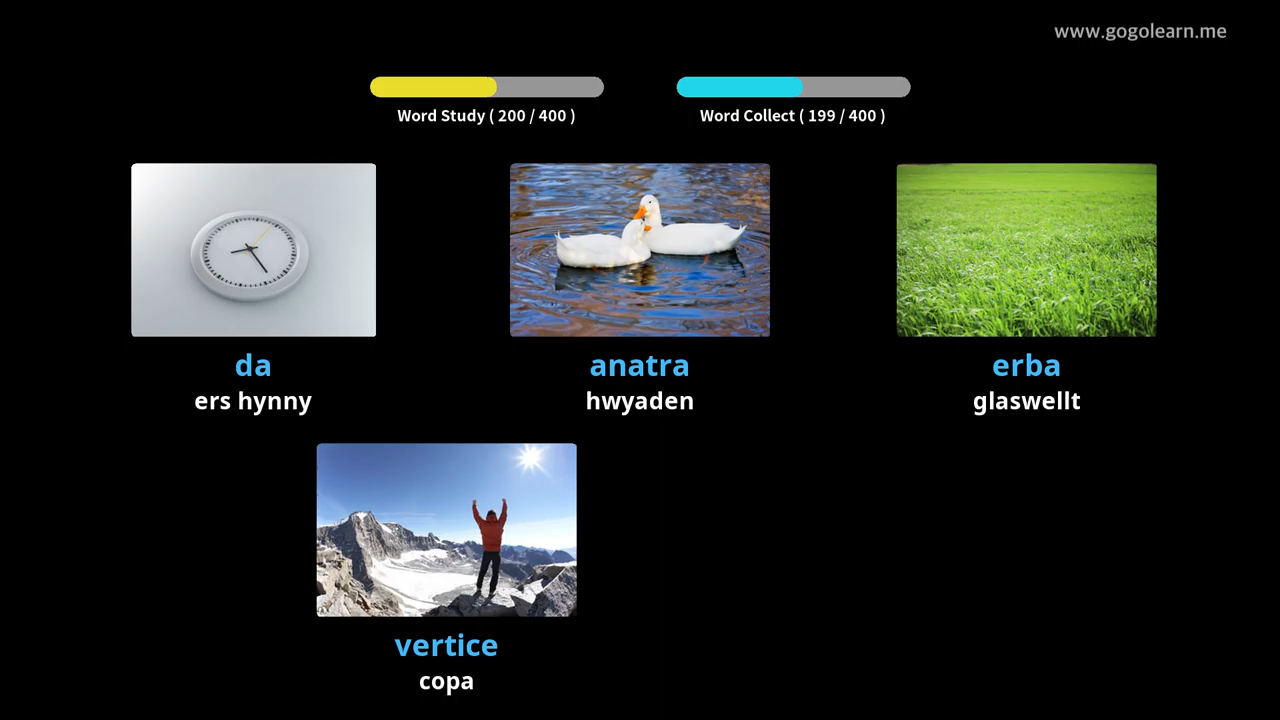 www.gogolearn.me
Word Study ( 200 / 400 )
Word Collect ( 199 / 400 )
da
ers hynny
anatra
hwyaden
erba
glaswellt
vertice
copa